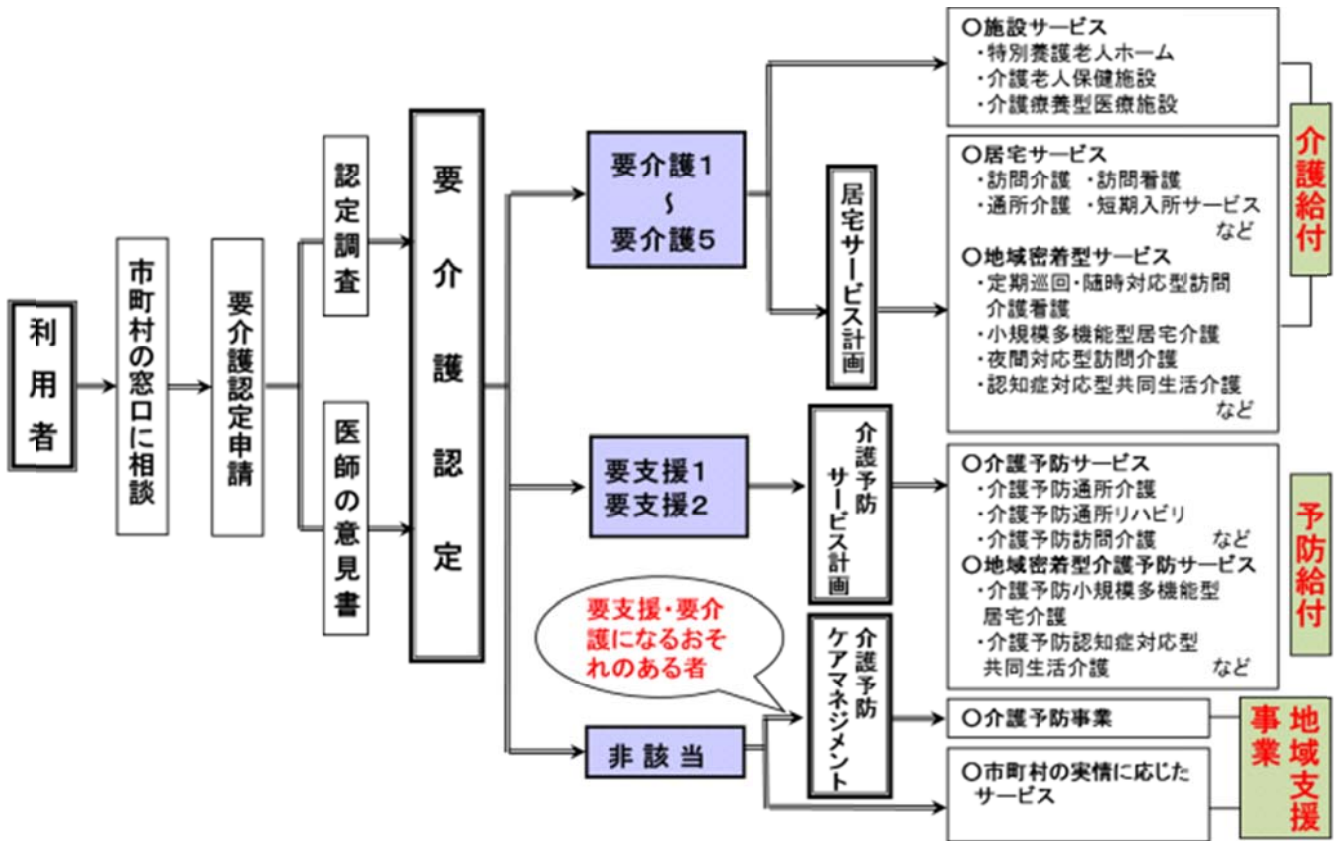 利用者
市町村の窓口に相談
要介護認定申請
認定調査
医師の意見書
要介護認定
要介護1
〜
要介護5
要支援1
要支援2
非該当
要支援・要介
護になるおそ
れのある者
居宅サービス計画
介護予防
サービス計画
介護予防
ケアマネジメント
〇施設サービス
・特別養護老人ホーム
・介護老人保健施設
・介護療養型医療施設
〇居宅サービス
・訪問介護 ・訪問看護
・通所介護 ・短期入所サービス
など
〇地域密着型サービス
・定期巡回・随時対応型訪問
介護看護
・小規模多機能型居宅介護
・夜間対応型訪問介護
・認知症対応型共同生活介護
など
〇介護予防サービス
・介護予防通所介護
・介護予防通所リハビリ
・介護予防訪問介護 など
〇地域密着型介護予防サービス
・介護予防小規模多機能型
居宅介護
・介護予防認知症対応型
共同生活介護 など
〇介護予防事業
〇市町村の実情に応じた
サービス
介護給付
予防給付
地域支援
事業